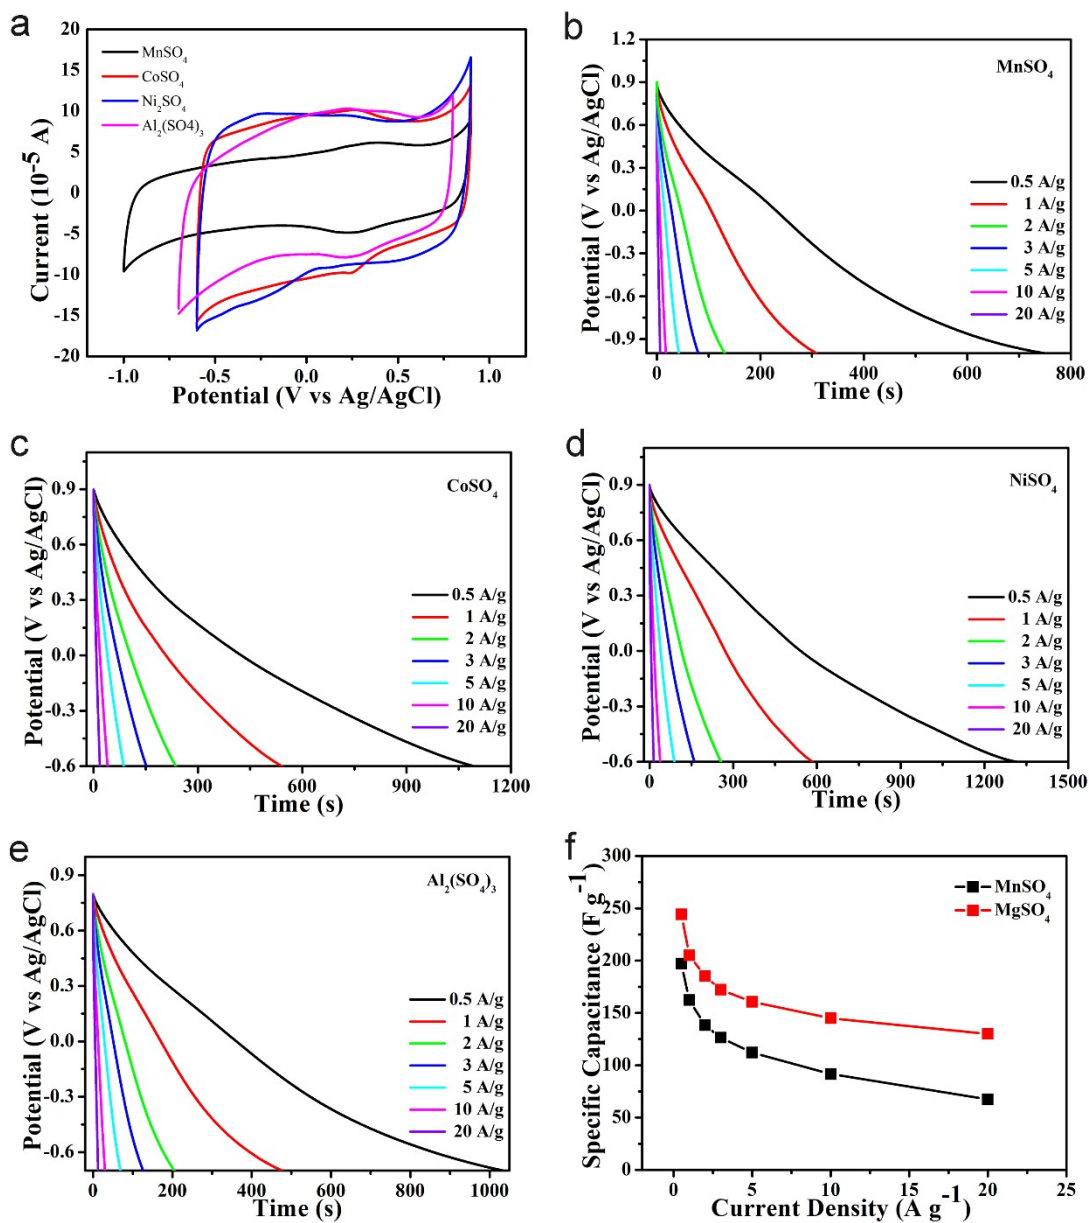 a
20
15
10
5
0
-5
-10
-15
-20
Current (10⁻⁵ A)
MnSO₄
CoSO₄
Ni₂SO₄
Al₂(SO4)₃
-1.0 -0.5 0.0 0.5 1.0
Potential (V vs Ag/AgCl)
b
1.2
0.9
0.6
0.3
0.0
-0.3
-0.6
-0.9
Potential (V vs Ag/AgCl)
MnSO₄
0.5 A/g
1 A/g
2 A/g
3 A/g
5 A/g
10 A/g
20 A/g
0 200 400 600 800
Time (s)
c
0.9
0.6
0.3
0.0
-0.3
-0.6
Potential (V vs Ag/AgCl)
CoSO₄
0.5 A/g
1 A/g
2 A/g
3 A/g
5 A/g
10 A/g
20 A/g
0 300 600 900 1200
Time (s)
d
0.9
0.6
0.3
0.0
-0.3
-0.6
Potential (V vs Ag/AgCl)
NiSO₄
0.5 A/g
1 A/g
2 A/g
3 A/g
5 A/g
10 A/g
20 A/g
0 300 600 900 1200 1500
Time (s)
e
0.9
0.6
0.3
0.0
-0.3
-0.6
Potential (V vs Ag/AgCl)
Al₂(SO₄)₃
0.5 A/g
1 A/g
2 A/g
3 A/g
5 A/g
10 A/g
20 A/g
0 200 400 600 800 1000
Time (s)
f
300
250
200
150
100
50
0
Specific Capacitance (F g⁻¹)
MnSO₄
MgSO₄
0 5 10 15 20 25
Current Density (A g⁻¹)